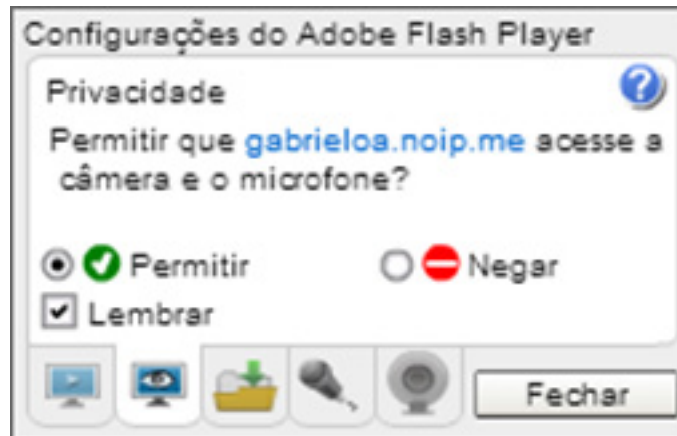 Configurações do Adobe Flash Player
Privacidade
Permitir que gabrieloa.noip.me acesse a
câmera e o microfone?
Permitir Negar
Lembrar
Fechar